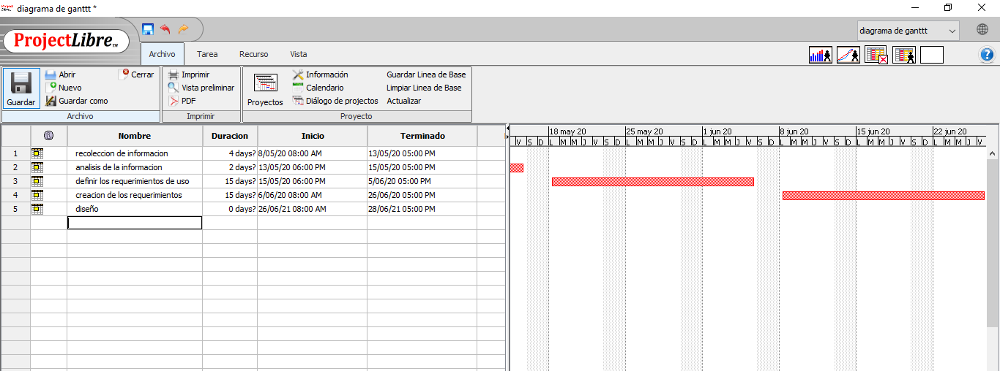 diagrama de ganttt *
ProjectLibre TM
diagrama de ganttt
Archivo Tarea Recurso Vista
Guardar
Abrir
Nuevo
Guardar como
Cerrar
Archivo
Imprimir
Vista preliminar
PDF
Imprimir
Proyectos
Información
Calendario
Diálogo de projectos
Guardar Linea de Base
Limpiar Linea de Base
Actualizar
Proyecto
Nombre Duracion Inicio Terminado
1 recoleccion de informacion 4 days? 8/05/20 08:00 AM 13/05/20 05:00 PM
2 analisis de la informacion 2 days? 13/05/20 06:00 PM 15/05/20 05:00 PM
3 definir los requerimientos de uso 15 days? 15/05/20 06:00 PM 5/06/20 05:00 PM
4 creacion de los requerimientos 15 days? 6/06/20 08:00 AM 26/06/20 05:00 PM
5 diseño 0 days? 26/06/21 08:00 AM 28/06/21 05:00 PM
18 may 20 25 may 20 1 jun 20 8 jun 20 15 jun 20 22 jun 20
V S D L M M J V S D L M M J V S D L M M J V S D L M M J V S D L M M J V S D L M M J V